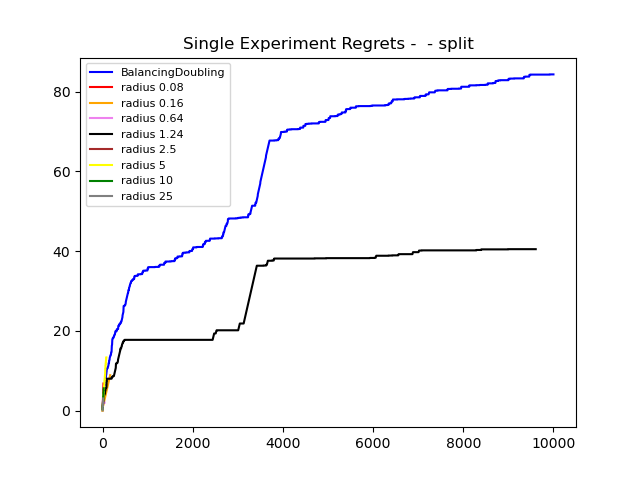 Single Experiment Regrets -  - split
BalancingDoubling
radius 0.08
radius 0.16
radius 0.64
radius 1.24
radius 2.5
radius 5
radius 10
radius 25
80
60
40
20
0
0 2000 4000 6000 8000 10000